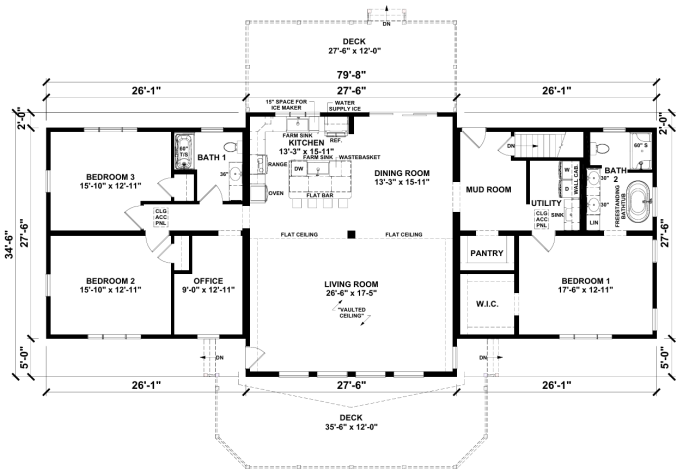 DN
DECK
27'-6" x 12'-0"
79'-8"
26'-1"
27'-6"
26'-1"
2'-0"
2'-0"
15" SPACE FOR
ICE MAKER
WATER
SUPPLY ICE
FARM SINK
REF.
KITCHEN
13'-3" x 15'-11"
FARM SINK
WASTEBASKET
RANGE
DW
OVEN
FLAT BAR
DINING ROOM
13'-3" x 15'-11"
60"
T/S
BATH 1
36"
BEDROOM 3
15'-10" x 12'-11"
CLG
ACC
PNL
DN
MUD ROOM
W
D
WALL CAB.
UTILITY
SINK
CLG
ACC
PNL
60" S
BATH
2
36"
30"
LIN
FREESTANDING
BATHTUB
34'-6"
27'-6"
27'-6"
FLAT CEILING
FLAT CEILING
PANTRY
BEDROOM 2
15'-10" x 12'-11"
OFFICE
9'-0" x 12'-11"
LIVING ROOM
26'-6" x 17'-5"
"VAULTED
CEILING"
W.I.C.
BEDROOM 1
17'-6" x 12-11"
5'-0"
DN
DN
5'-0"
26'-1"
27'-6"
26'-1"
DECK
35'-6" x 12'-0"